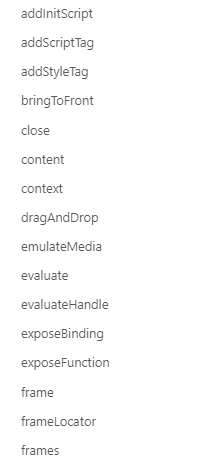 addInitScript
addScriptTag
addStyleTag
bringToFront
close
content
context
dragAndDrop
emulateMedia
evaluate
evaluateHandle
exposeBinding
exposeFunction
frame
frameLocator
frames